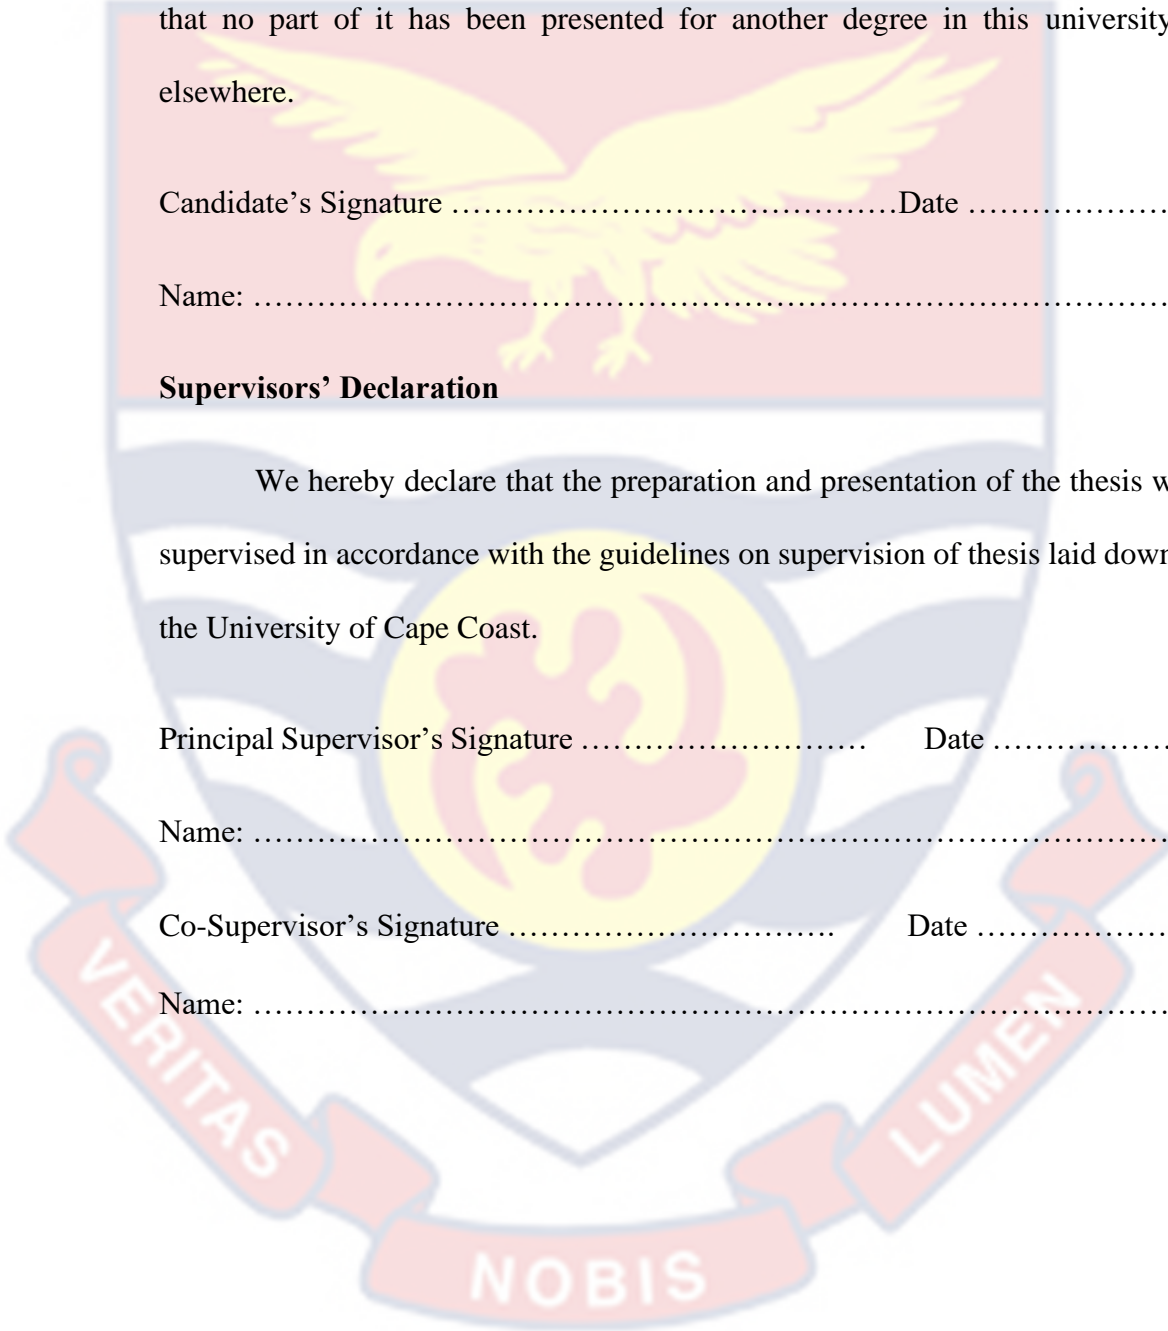 that no part of it has been presented for another degree in this university
elsewhere.
Candidate’s Signature ……………………………………Date ………………
Name: ……………………………………………………………………………
Supervisors’ Declaration
We hereby declare that the preparation and presentation of the thesis w
supervised in accordance with the guidelines on supervision of thesis laid down
the University of Cape Coast.
Principal Supervisor’s Signature ……………………… Date ………………
Name: ……………………………………………………………………………
Co-Supervisor’s Signature …………………………. Date ………………
Name: ……………………………………………………………………………
VERITAS
NOBIS
LUMEN